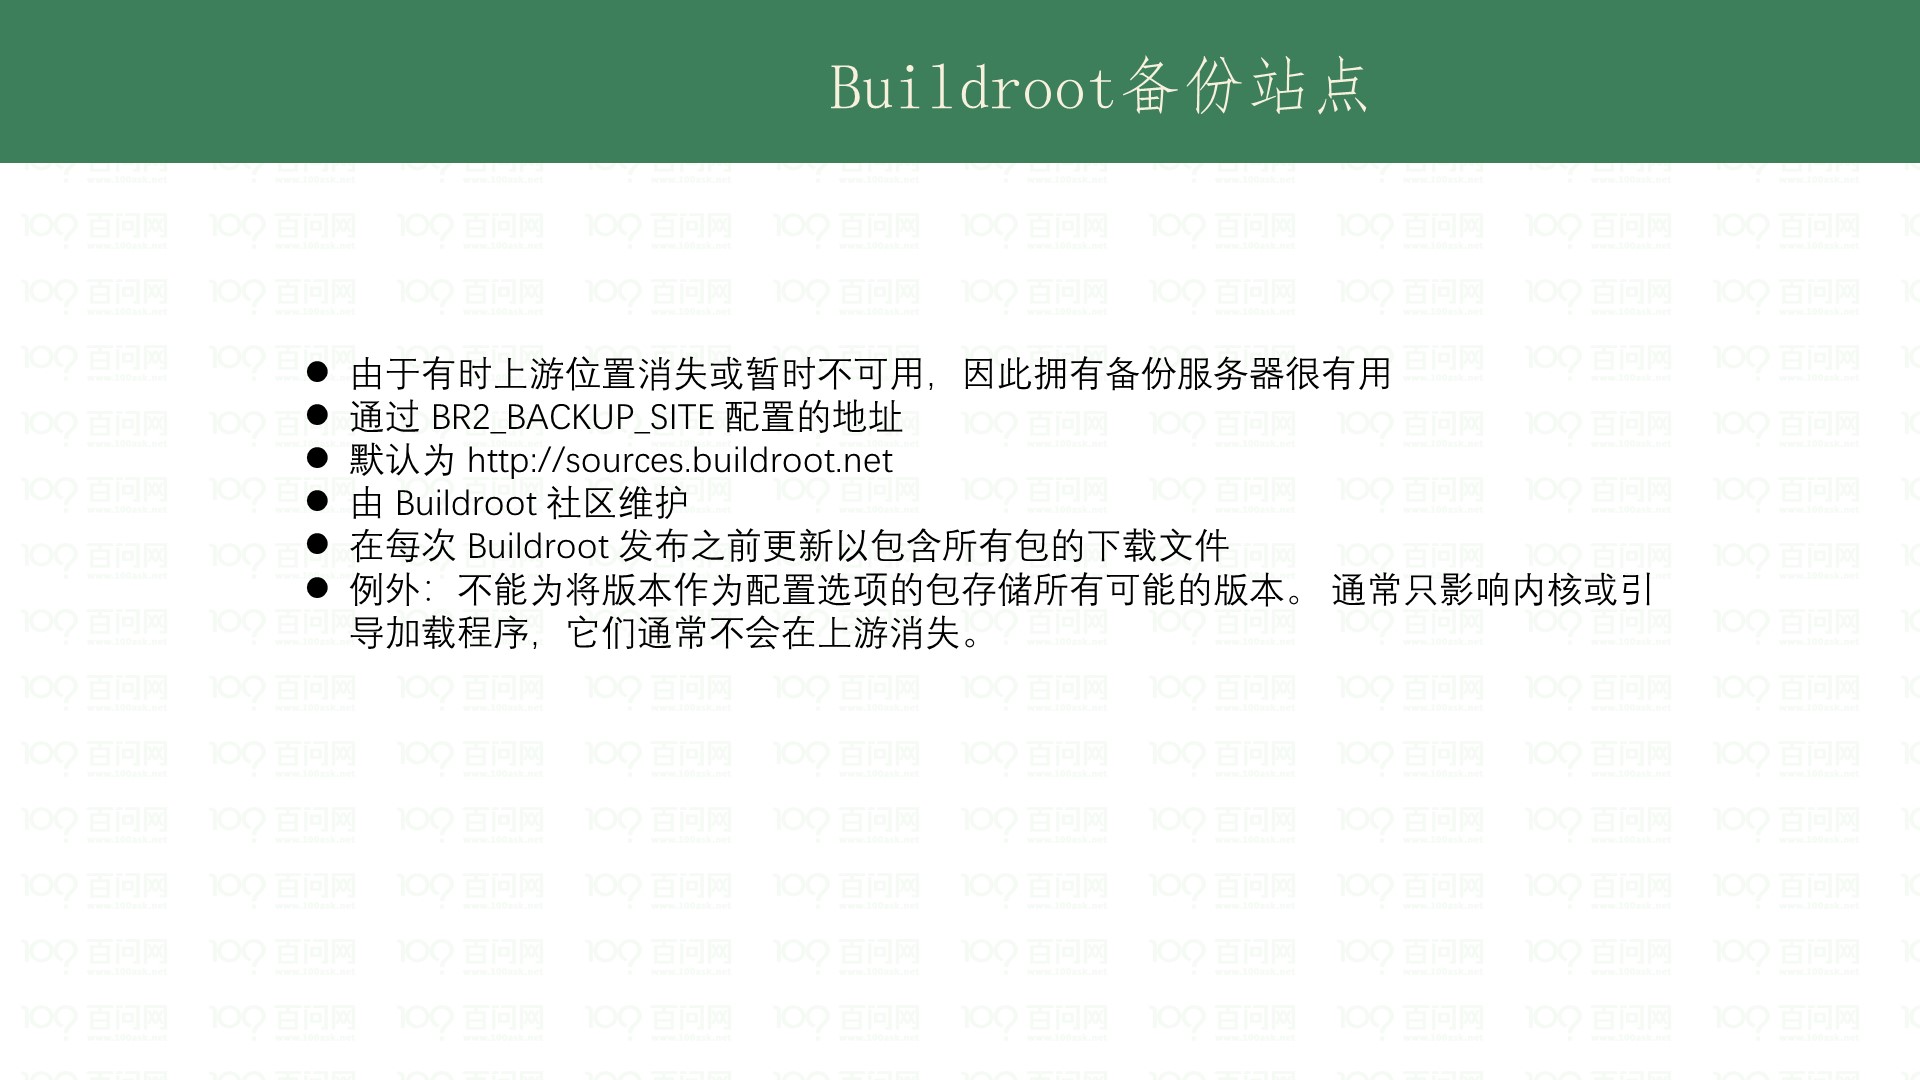 Buildroot备份站点
● 由于有时上游位置消失或暂时不可用，因此拥有备份服务器很有用
● 通过 BR2_BACKUP_SITE 配置的地址
● 默认为 http://sources.buildroot.net
● 由 Buildroot 社区维护
● 在每次 Buildroot 发布之前更新以包含所有包的下载文件
● 例外：不能为将版本作为配置选项的包存储所有可能的版本。 通常只影响内核或引
导加载程序，它们通常不会在上游消失。
百问网